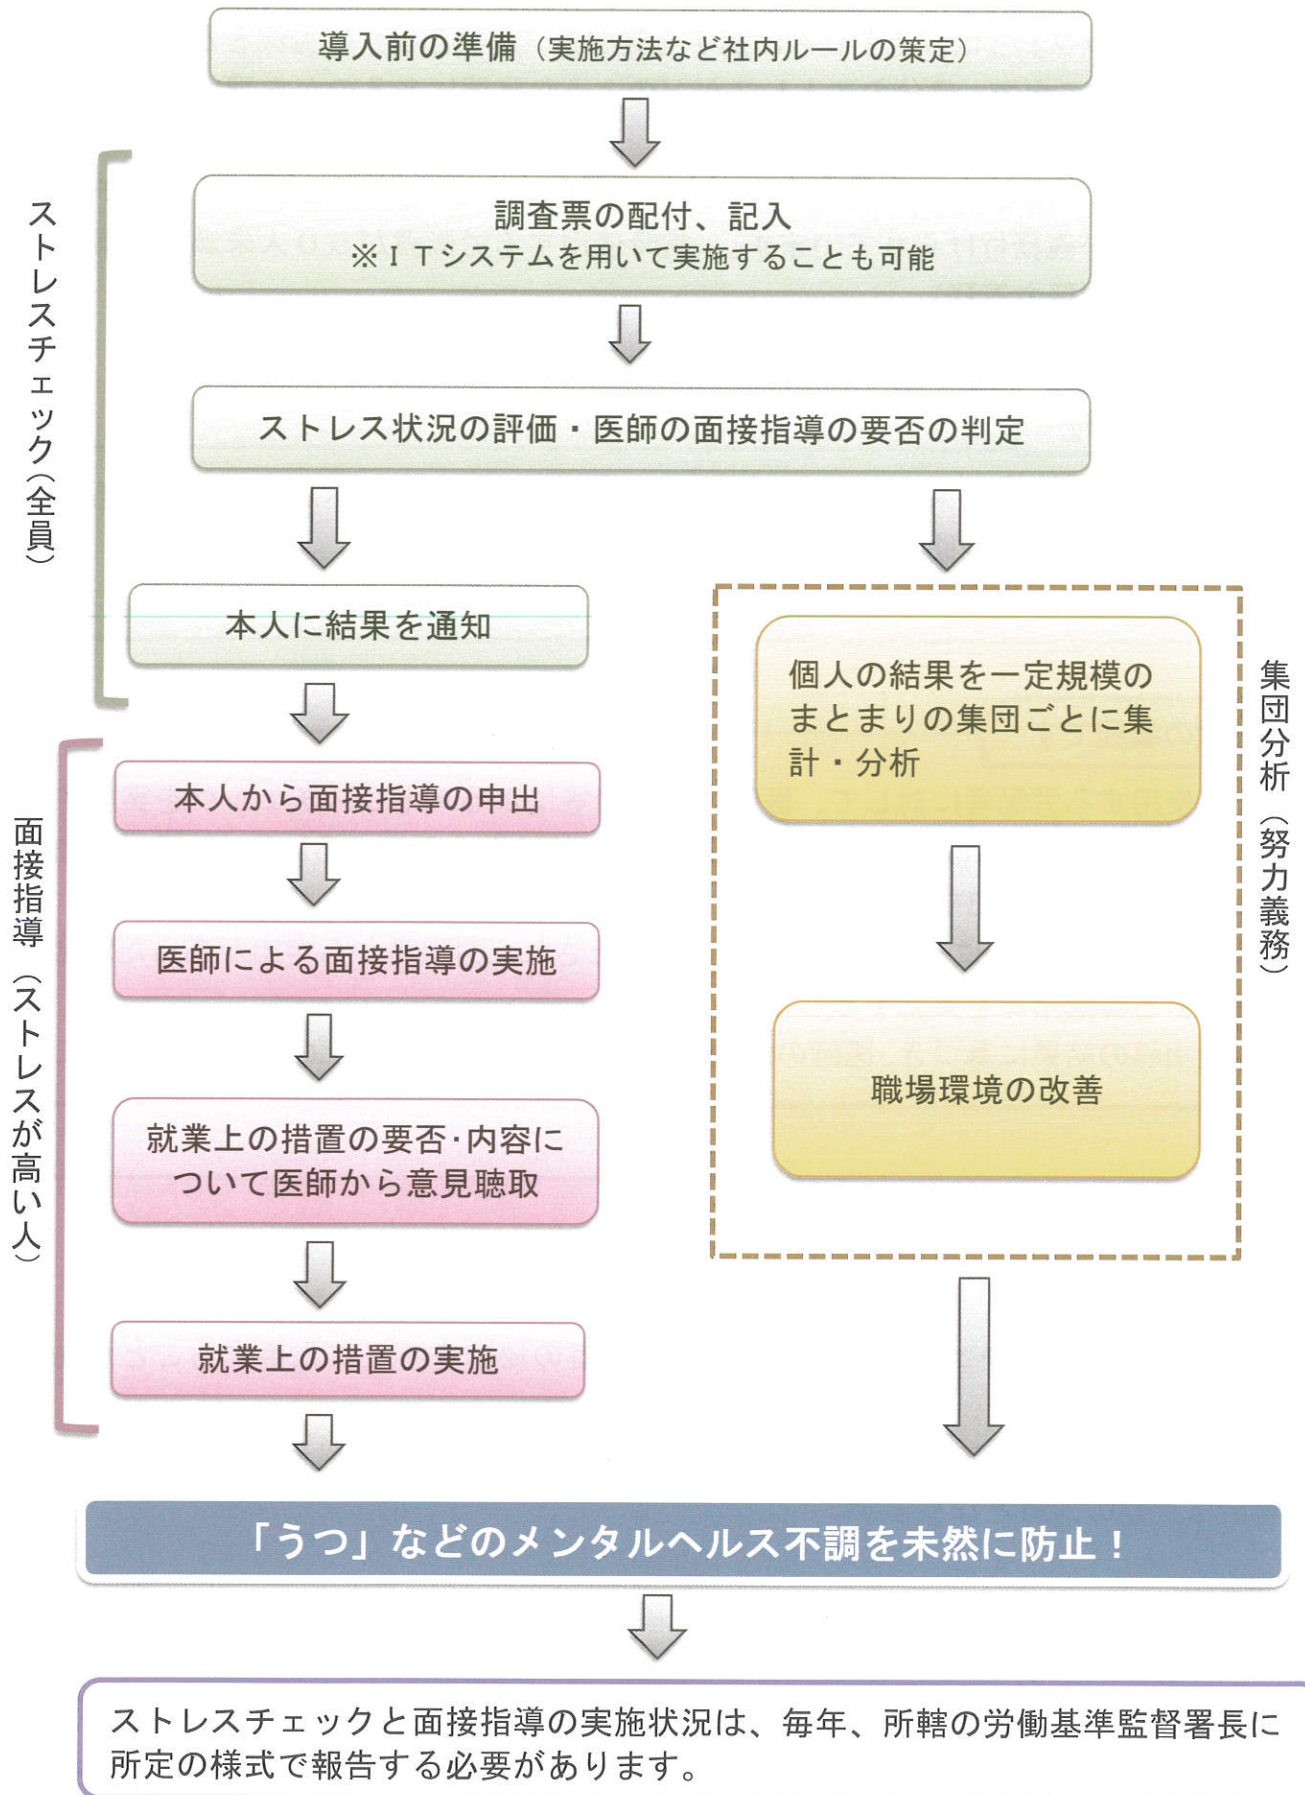 導入前の準備（実施方法など社内ルールの策定）
ストレスチェック（全員）
調査票の配付、記入
※ＩＴシステムを用いて実施することも可能
ストレス状況の評価・医師の面接指導の要否の判定
本人に結果を通知
面接指導（ストレスが高い人）
本人から面接指導の申出
医師による面接指導の実施
就業上の措置の要否･内容に
ついて医師から意見聴取
就業上の措置の実施
集団分析（努力義務）
個人の結果を一定規模の
まとまりの集団ごとに集
計・分析
職場環境の改善
「うつ」などのメンタルヘルス不調を未然に防止！
ストレスチェックと面接指導の実施状況は、毎年、所轄の労働基準監督署長に
所定の様式で報告する必要があります。